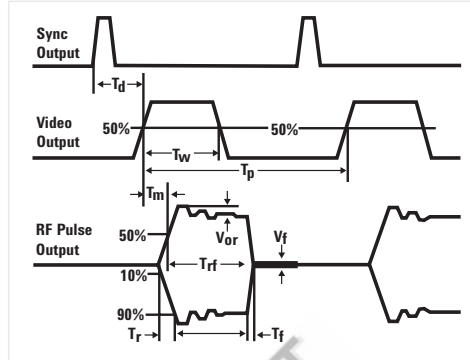 Sync
Output
Td
Video
Output
50%
50%
Tw
Tp
Tm
RF Pulse
Output
50%
Vor
Vf
Trf
10%
90%
Tr
Tf